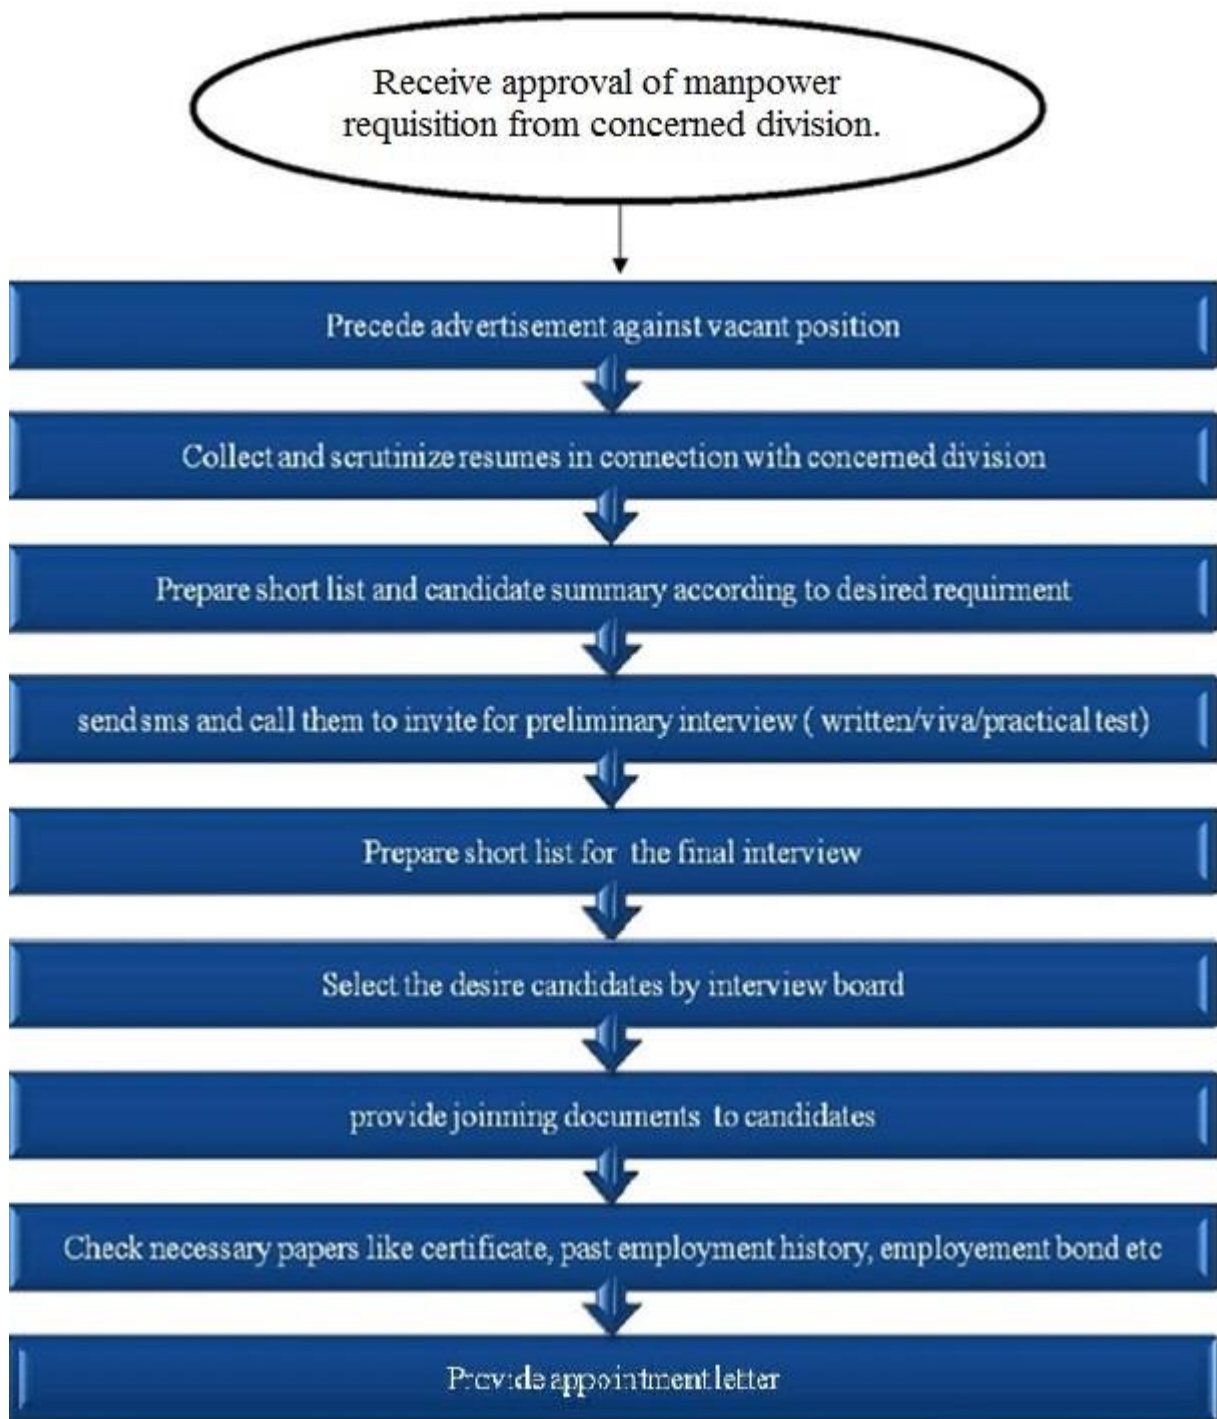 Receive approval of manpower
requisition from concerned division.
Precede advertisement against vacant position
Collect and scrutinize resumes in connection with concerned division
Prepare short list and candidate summary according to desired requirment
send sms and call them to invite for preliminary interview ( written/viva/practical test)
Prepare short list for the final interview
Select the desire candidates by interview board
provide joinning documents to candidates
Check necessary papers like certificate, past employment history, employement bond etc
Provide appointment letter